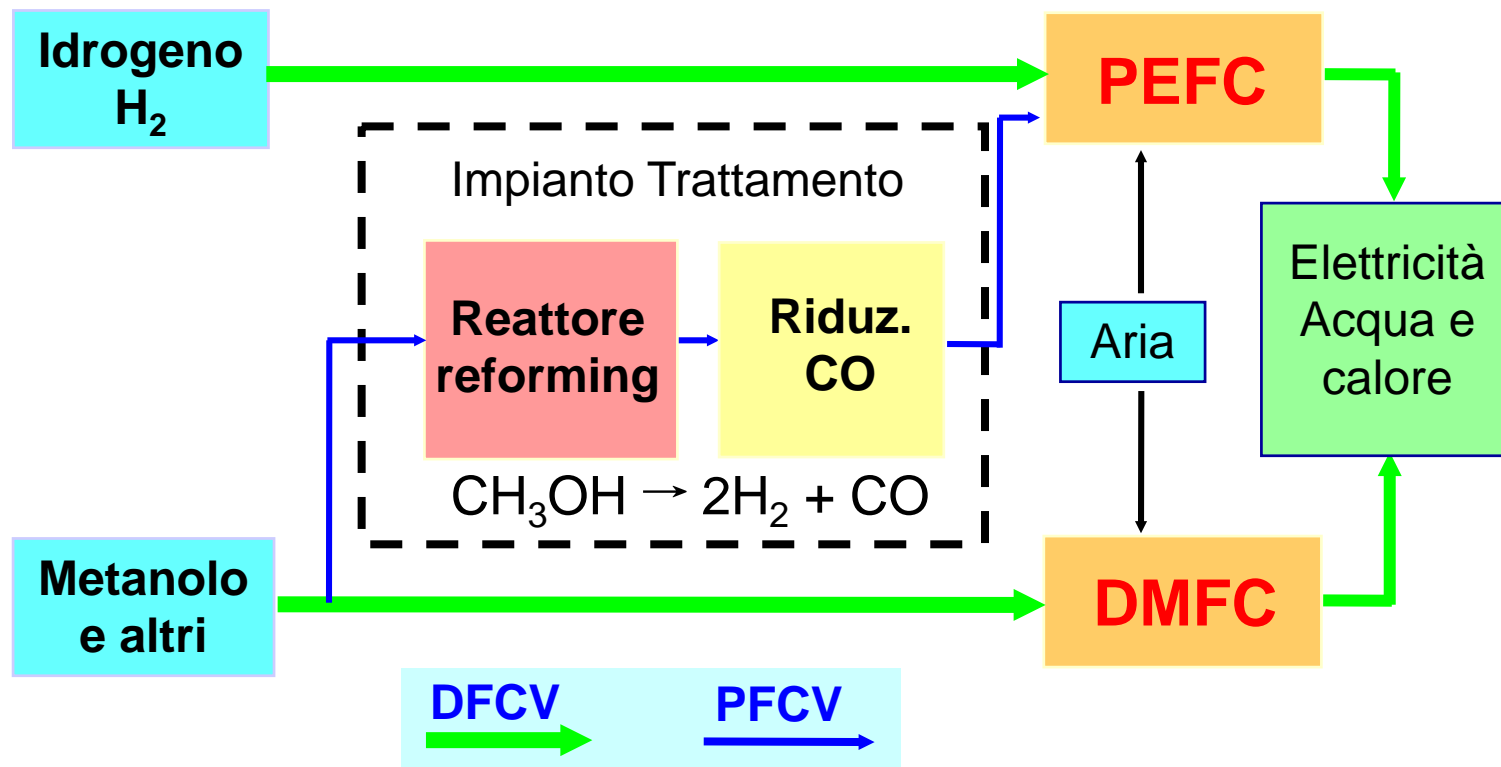 Idrogeno
H₂
PEFC
Impianto Trattamento
Reattore
reforming
Riduz.
CO
CH₃OH → 2H₂ + CO
Aria
Elettricità
Acqua e
calore
Metanolo
e altri
DMFC
DFCV
PFCV